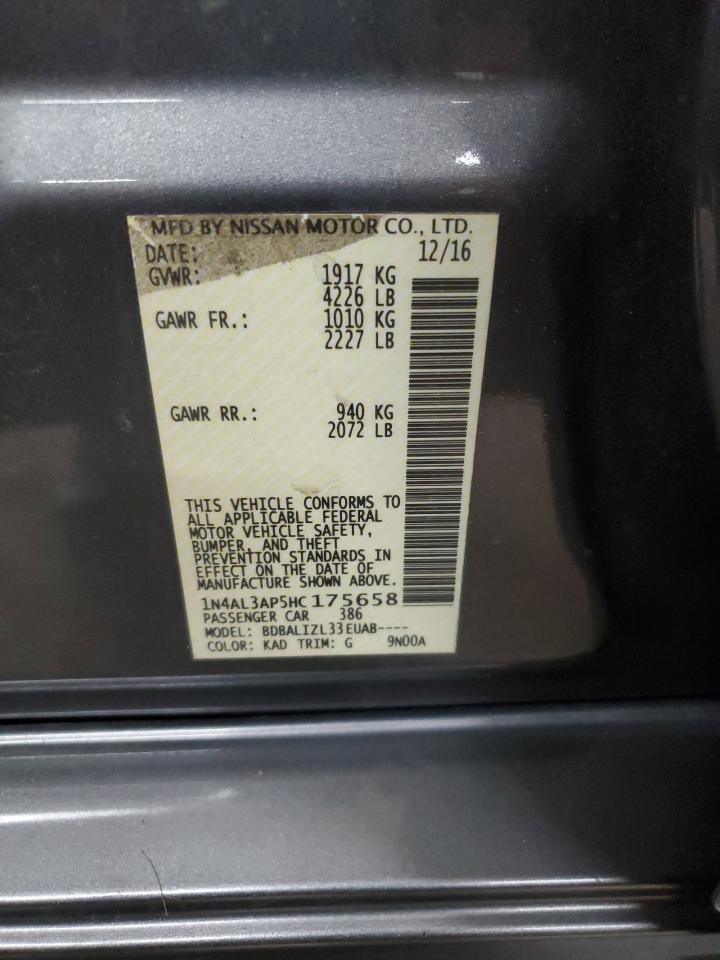 MFD BY NISSAN MOTOR CO., LTD.
DATE: 12/16
GVWR: 1917 KG
4226 LB
GAWR FR.: 1010 KG
2227 LB
GAWR RR.: 940 KG
2072 LB
THIS VEHICLE CONFORMS TO
ALL APPLICABLE FEDERAL
MOTOR VEHICLE SAFETY,
BUMPER, AND THEFT
PREVENTION STANDARDS IN
EFFECT ON THE DATE OF
MANUFACTURE SHOWN ABOVE.
1N4AL3AP5HC175658
PASSENGER CAR 386
MODEL: BDBALIZL33EUAB----
COLOR: KAD TRIM: G 9N00A